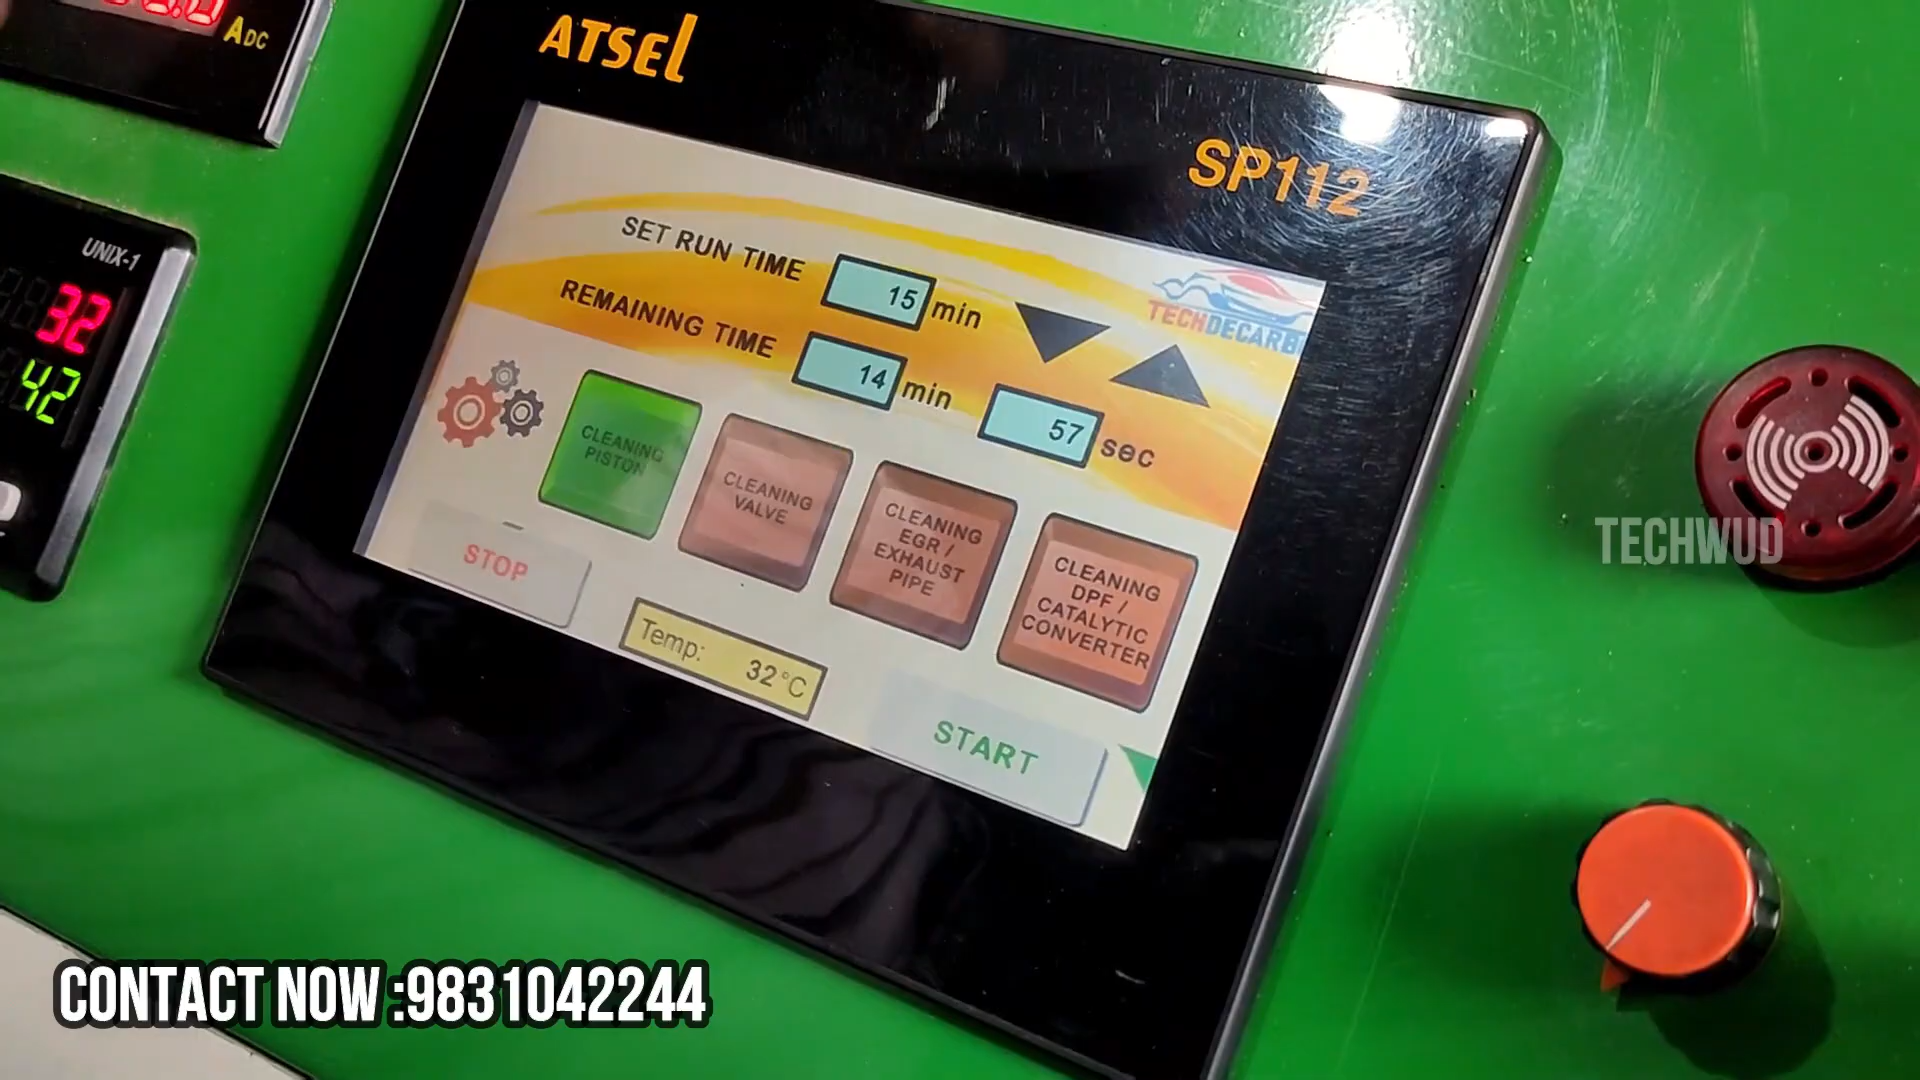 ADC
ATSEL
SP112
UNIX-1
32
42
SET RUN TIME 15 min
REMAINING TIME 14 min 57 sec
TECHDECARB
CLEANING
PISTON
CLEANING
VALVE
CLEANING
EGR /
EXHAUST
PIPE
CLEANING
DPF /
CATALYTIC
CONVERTER
STOP
Temp: 32°C
START
TECHWUD
CONTACT NOW :9831042244